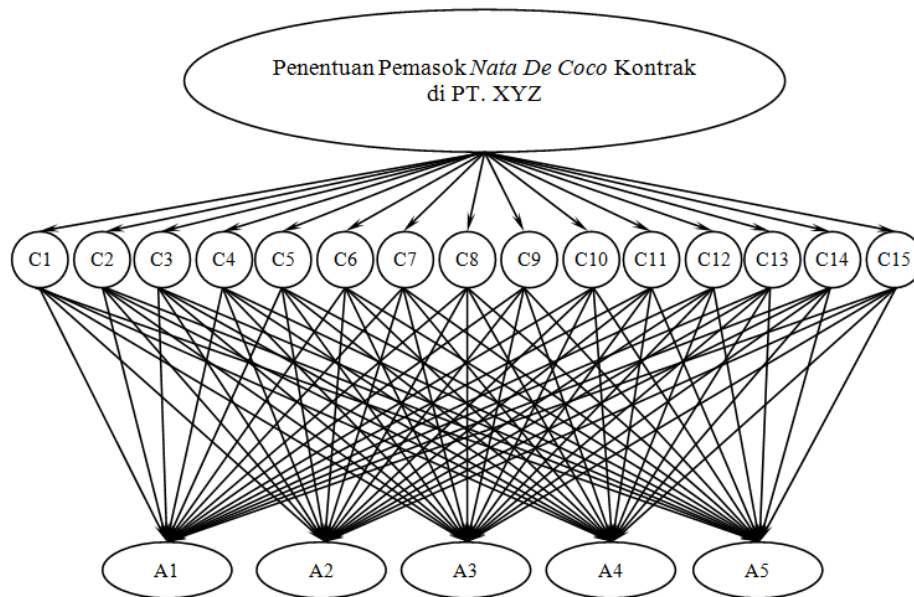 Penentuan Pemasok Nata De Coco Kontrak
di PT. XYZ
C1 C2 C3 C4 C5 C6 C7 C8 C9 C10 C11 C12 C13 C14 C15
A1 A2 A3 A4 A5